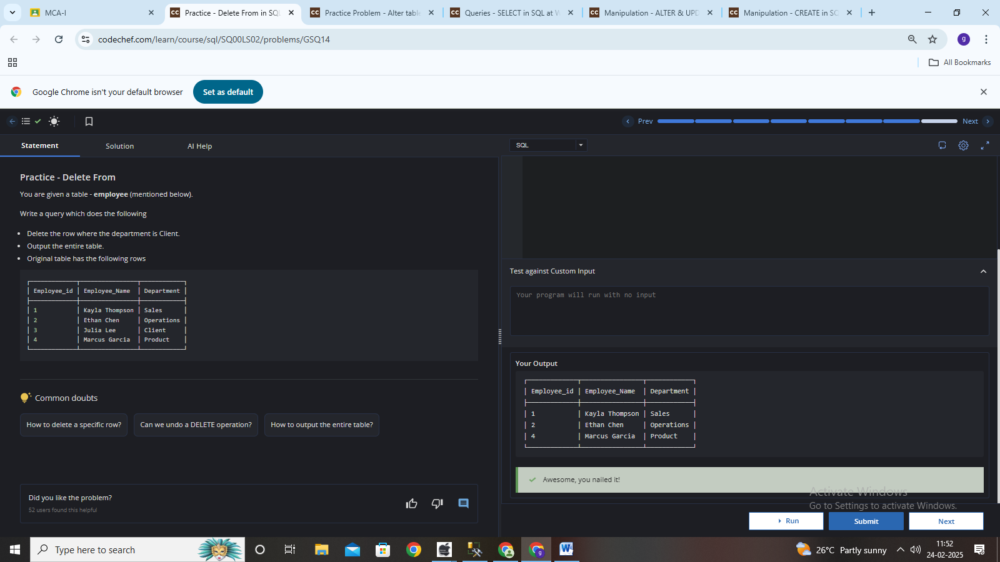 MCA-I
Practice - Delete From in SQL
Practice Problem - Alter table
Queries - SELECT in SQL at W
Manipulation - ALTER & UPD
Manipulation - CREATE in SQ
codechef.com/learn/course/sql/SQ00LS02/problems/GSQ14
g
All Bookmarks
Google Chrome isn't your default browser
Set as default
Prev
Next
Statement
Solution
AI Help
SQL
Practice - Delete From
You are given a table - employee (mentioned below).
Write a query which does the following
• Delete the row where the department is Client.
• Output the entire table.
• Original table has the following rows
Employee_id | Employee_Name | Department
1 | Kayla Thompson | Sales
2 | Ethan Chen | Operations
3 | Julia Lee | Client
4 | Marcus Garcia | Product
Common doubts
How to delete a specific row?
Can we undo a DELETE operation?
How to output the entire table?
Did you like the problem?
52 users found this helpful
Test against Custom Input
Your program will run with no input
Your Output
Employee_id | Employee_Name | Department
1 | Kayla Thompson | Sales
2 | Ethan Chen | Operations
4 | Marcus Garcia | Product
Awesome, you nailed it!
Activate Windows
Go to Settings to activate Windows.
Run
Submit
Next
Type here to search
26°C Partly sunny
11:52
24-02-2025